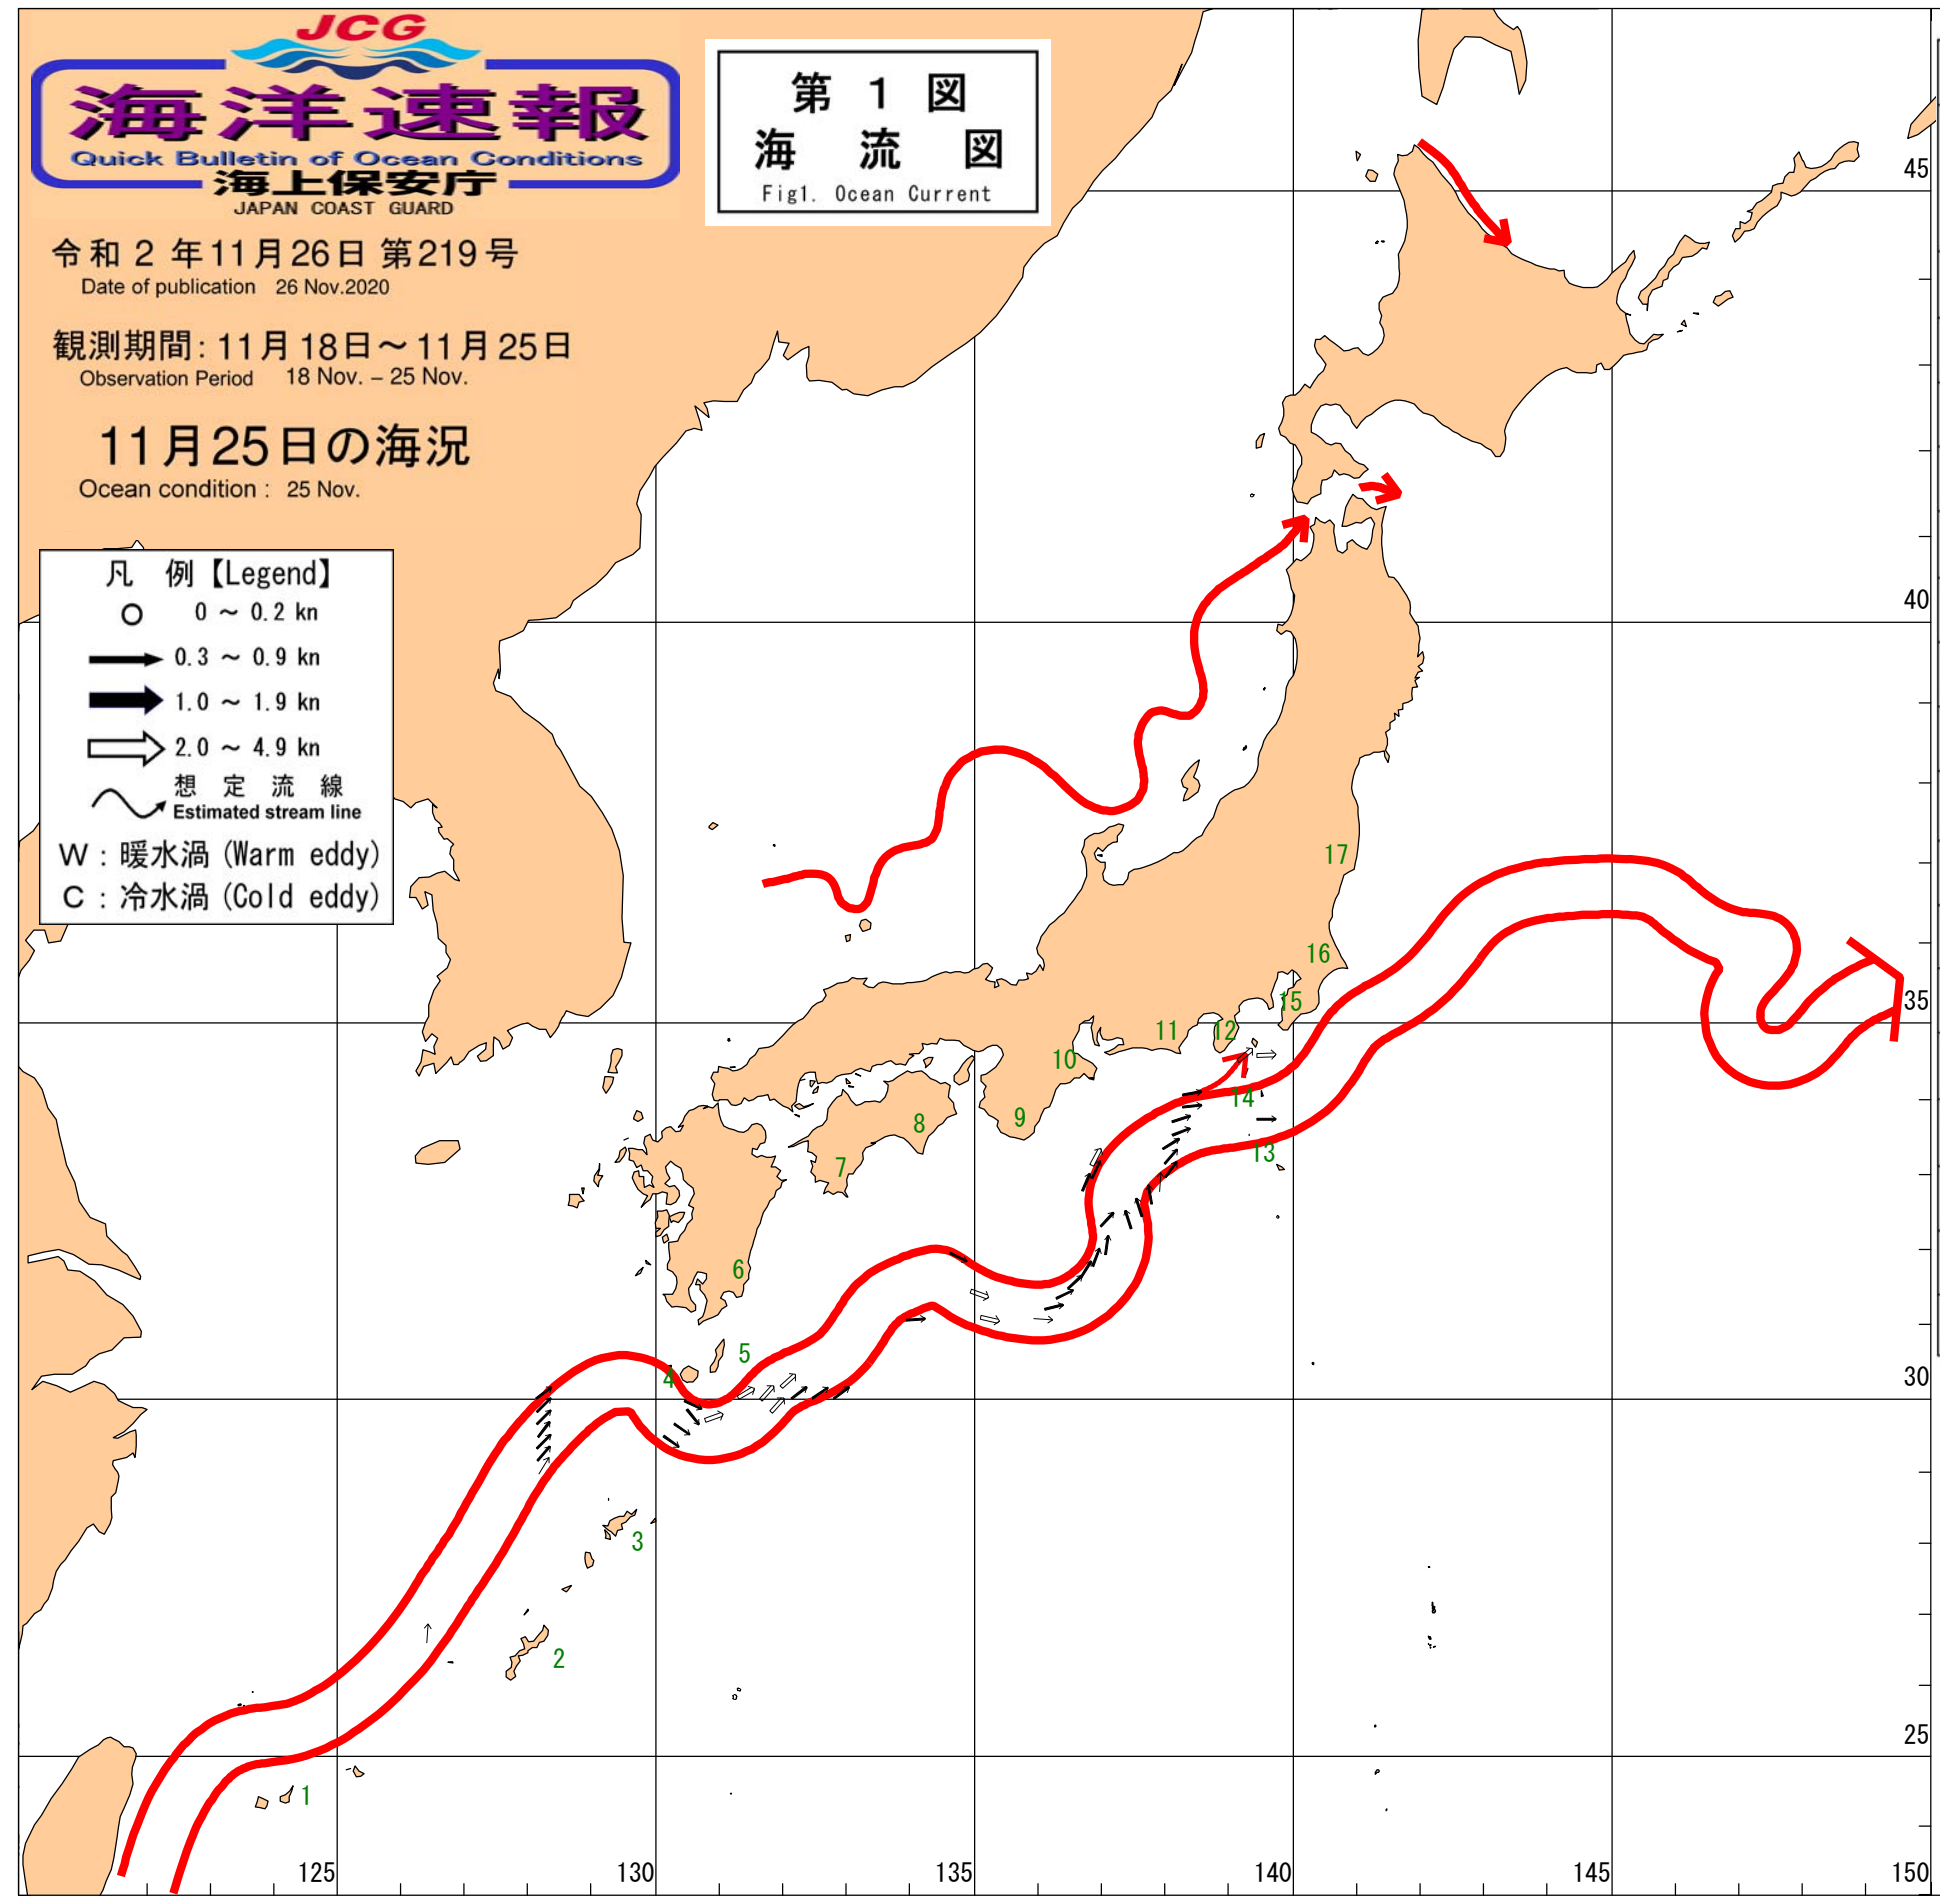 JCG
海洋速報
Quick Bulletin of Ocean Conditions
海上保安庁
JAPAN COAST GUARD
第 1 図
海 流 図
Fig1. Ocean Current
令和 2 年11月26日 第219号
Date of publication 26 Nov.2020
観測期間: 11月18日～11月25日
Observation Period 18 Nov. – 25 Nov.
11月25日の海況
Ocean condition : 25 Nov.
凡 例【Legend】
0 ～ 0.2 kn
0.3 ～ 0.9 kn
1.0 ～ 1.9 kn
2.0 ～ 4.9 kn
想 定 流 線
Estimated stream line
W : 暖水渦 (Warm eddy)
C : 冷水渦 (Cold eddy)
45
40
35
30
25
17
16
15
12
11
10
14
13
9
8
7
6
5
4
3
2
1
125
130
135
140
145
150